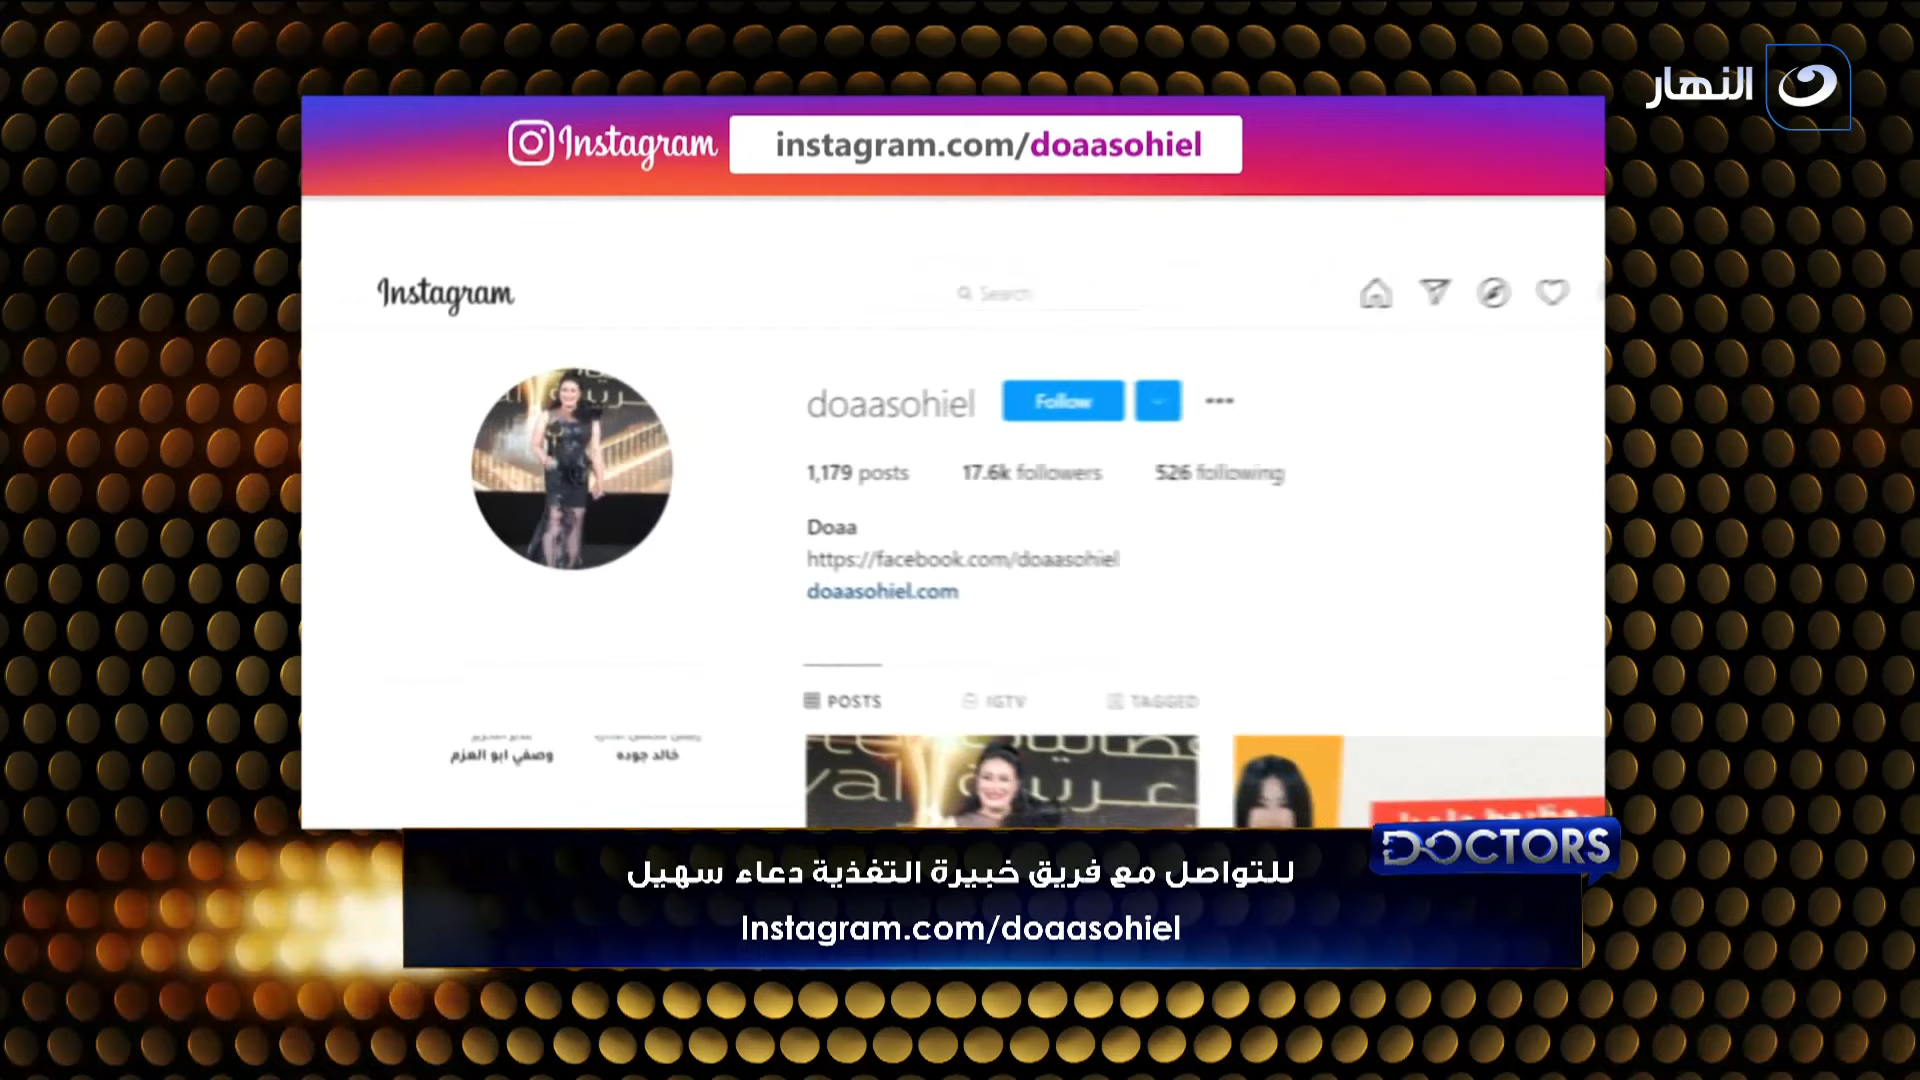 النهار
Instagram instagram.com/doaasohiel
Instagram
Search
doaasohiel Follow
1,179 posts 17.6k followers 526 following
Doaa
https://facebook.com/doaasohiel
doaasohiel.com
POSTS IGTV TAGGED
وصفي ابو العزم خالد جوده
DOCTORS
للتواصل مع فريق خبيرة التغذية دعاء سهيل
Instagram.com/doaasohiel